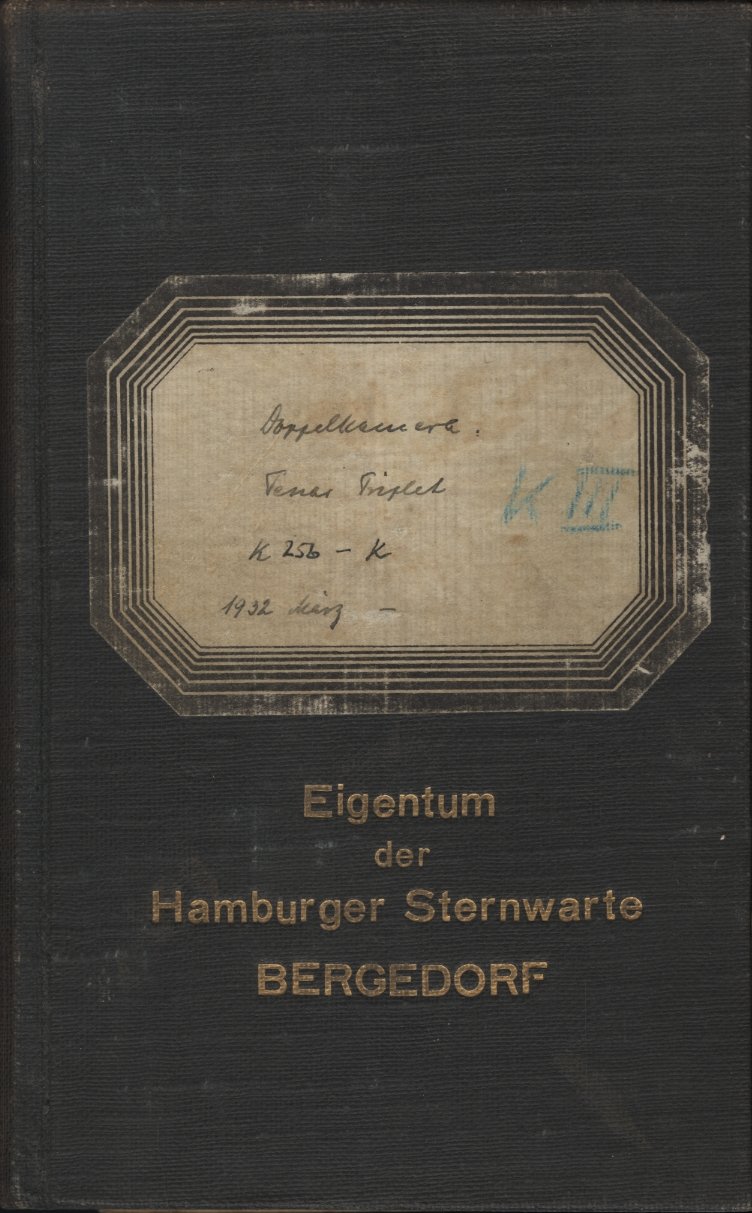 Doppelkamera.
Tessar Triplet
K III
K 256 – K
1932 März –
Eigentum
der
Hamburger Sternwarte
BERGEDORF